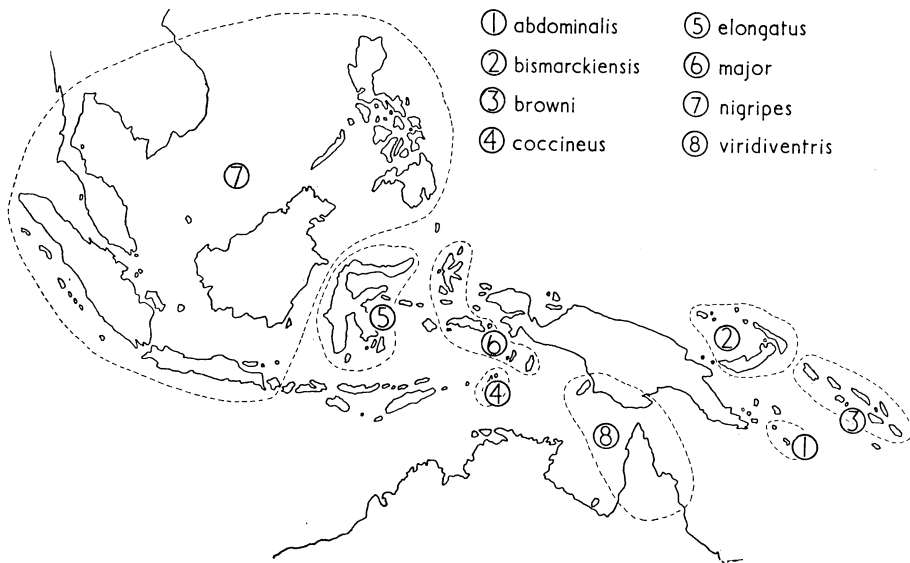 ① abdominalis
② bismarckiensis
③ browni
④ coccineus
⑤ elongatus
⑥ major
⑦ nigripes
⑧ viridiventris
⑦
⑤
⑥
④
⑧
②
③
①